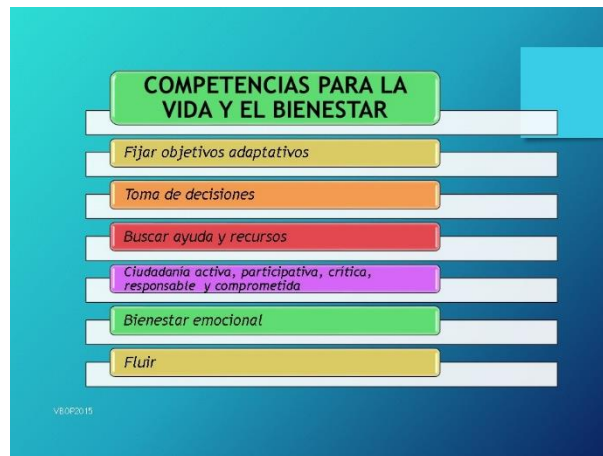 COMPETENCIAS PARA LA
VIDA Y EL BIENESTAR
Fijar objetivos adaptativos
Toma de decisiones
Buscar ayuda y recursos
Ciudadanía activa, participativa, crítica,
responsable y comprometida
Bienestar emocional
Fluir
VBOP2015